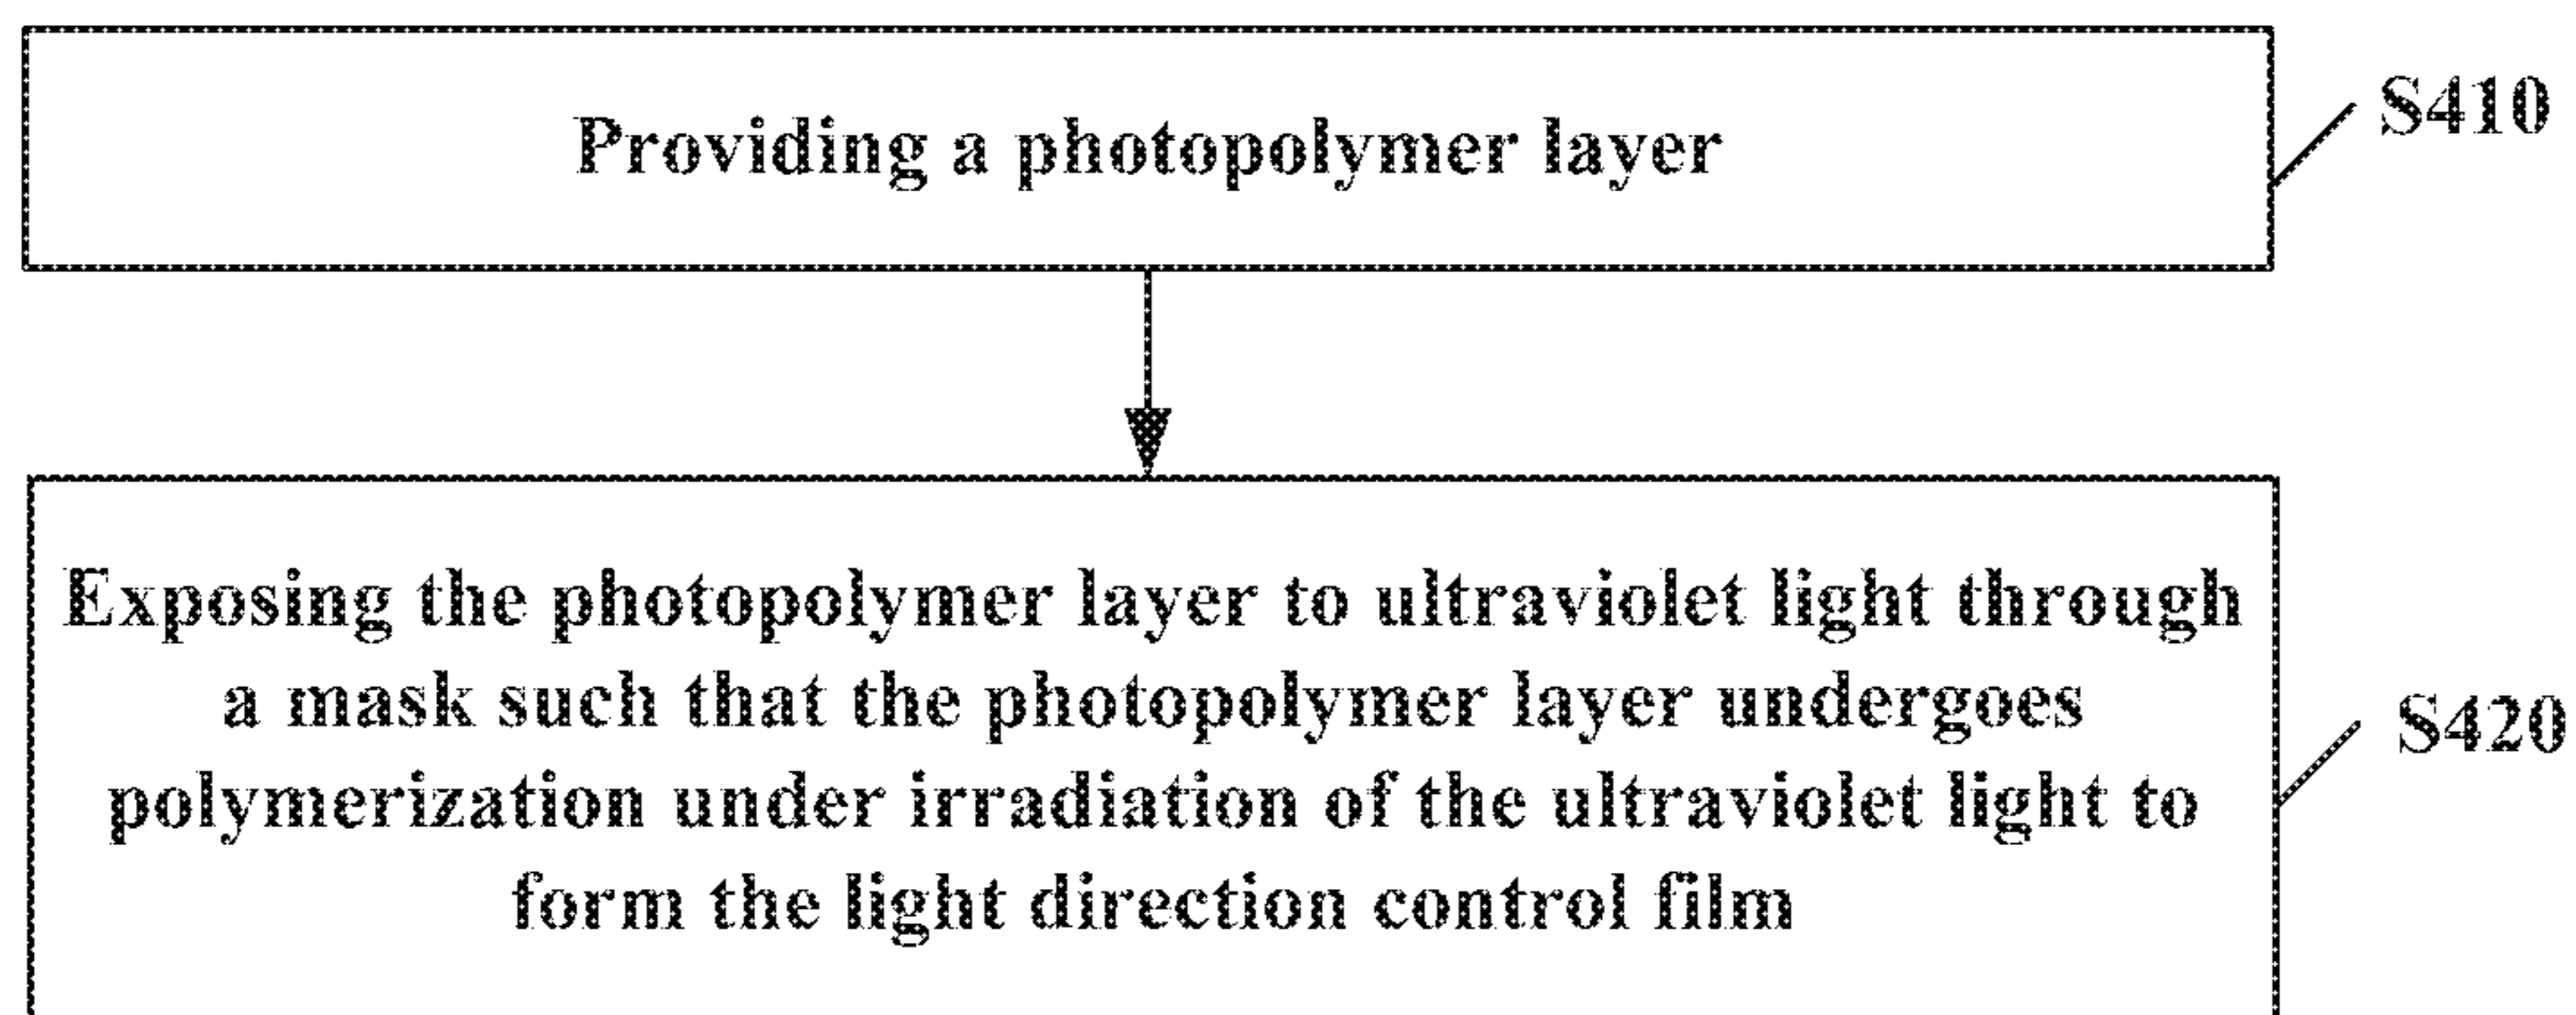 Providing a photopolymer layer
S410
Exposing the photopolymer layer to ultraviolet light through
a mask such that the photopolymer layer undergoes
polymerization under irradiation of the ultraviolet light to
form the light direction control film
S420